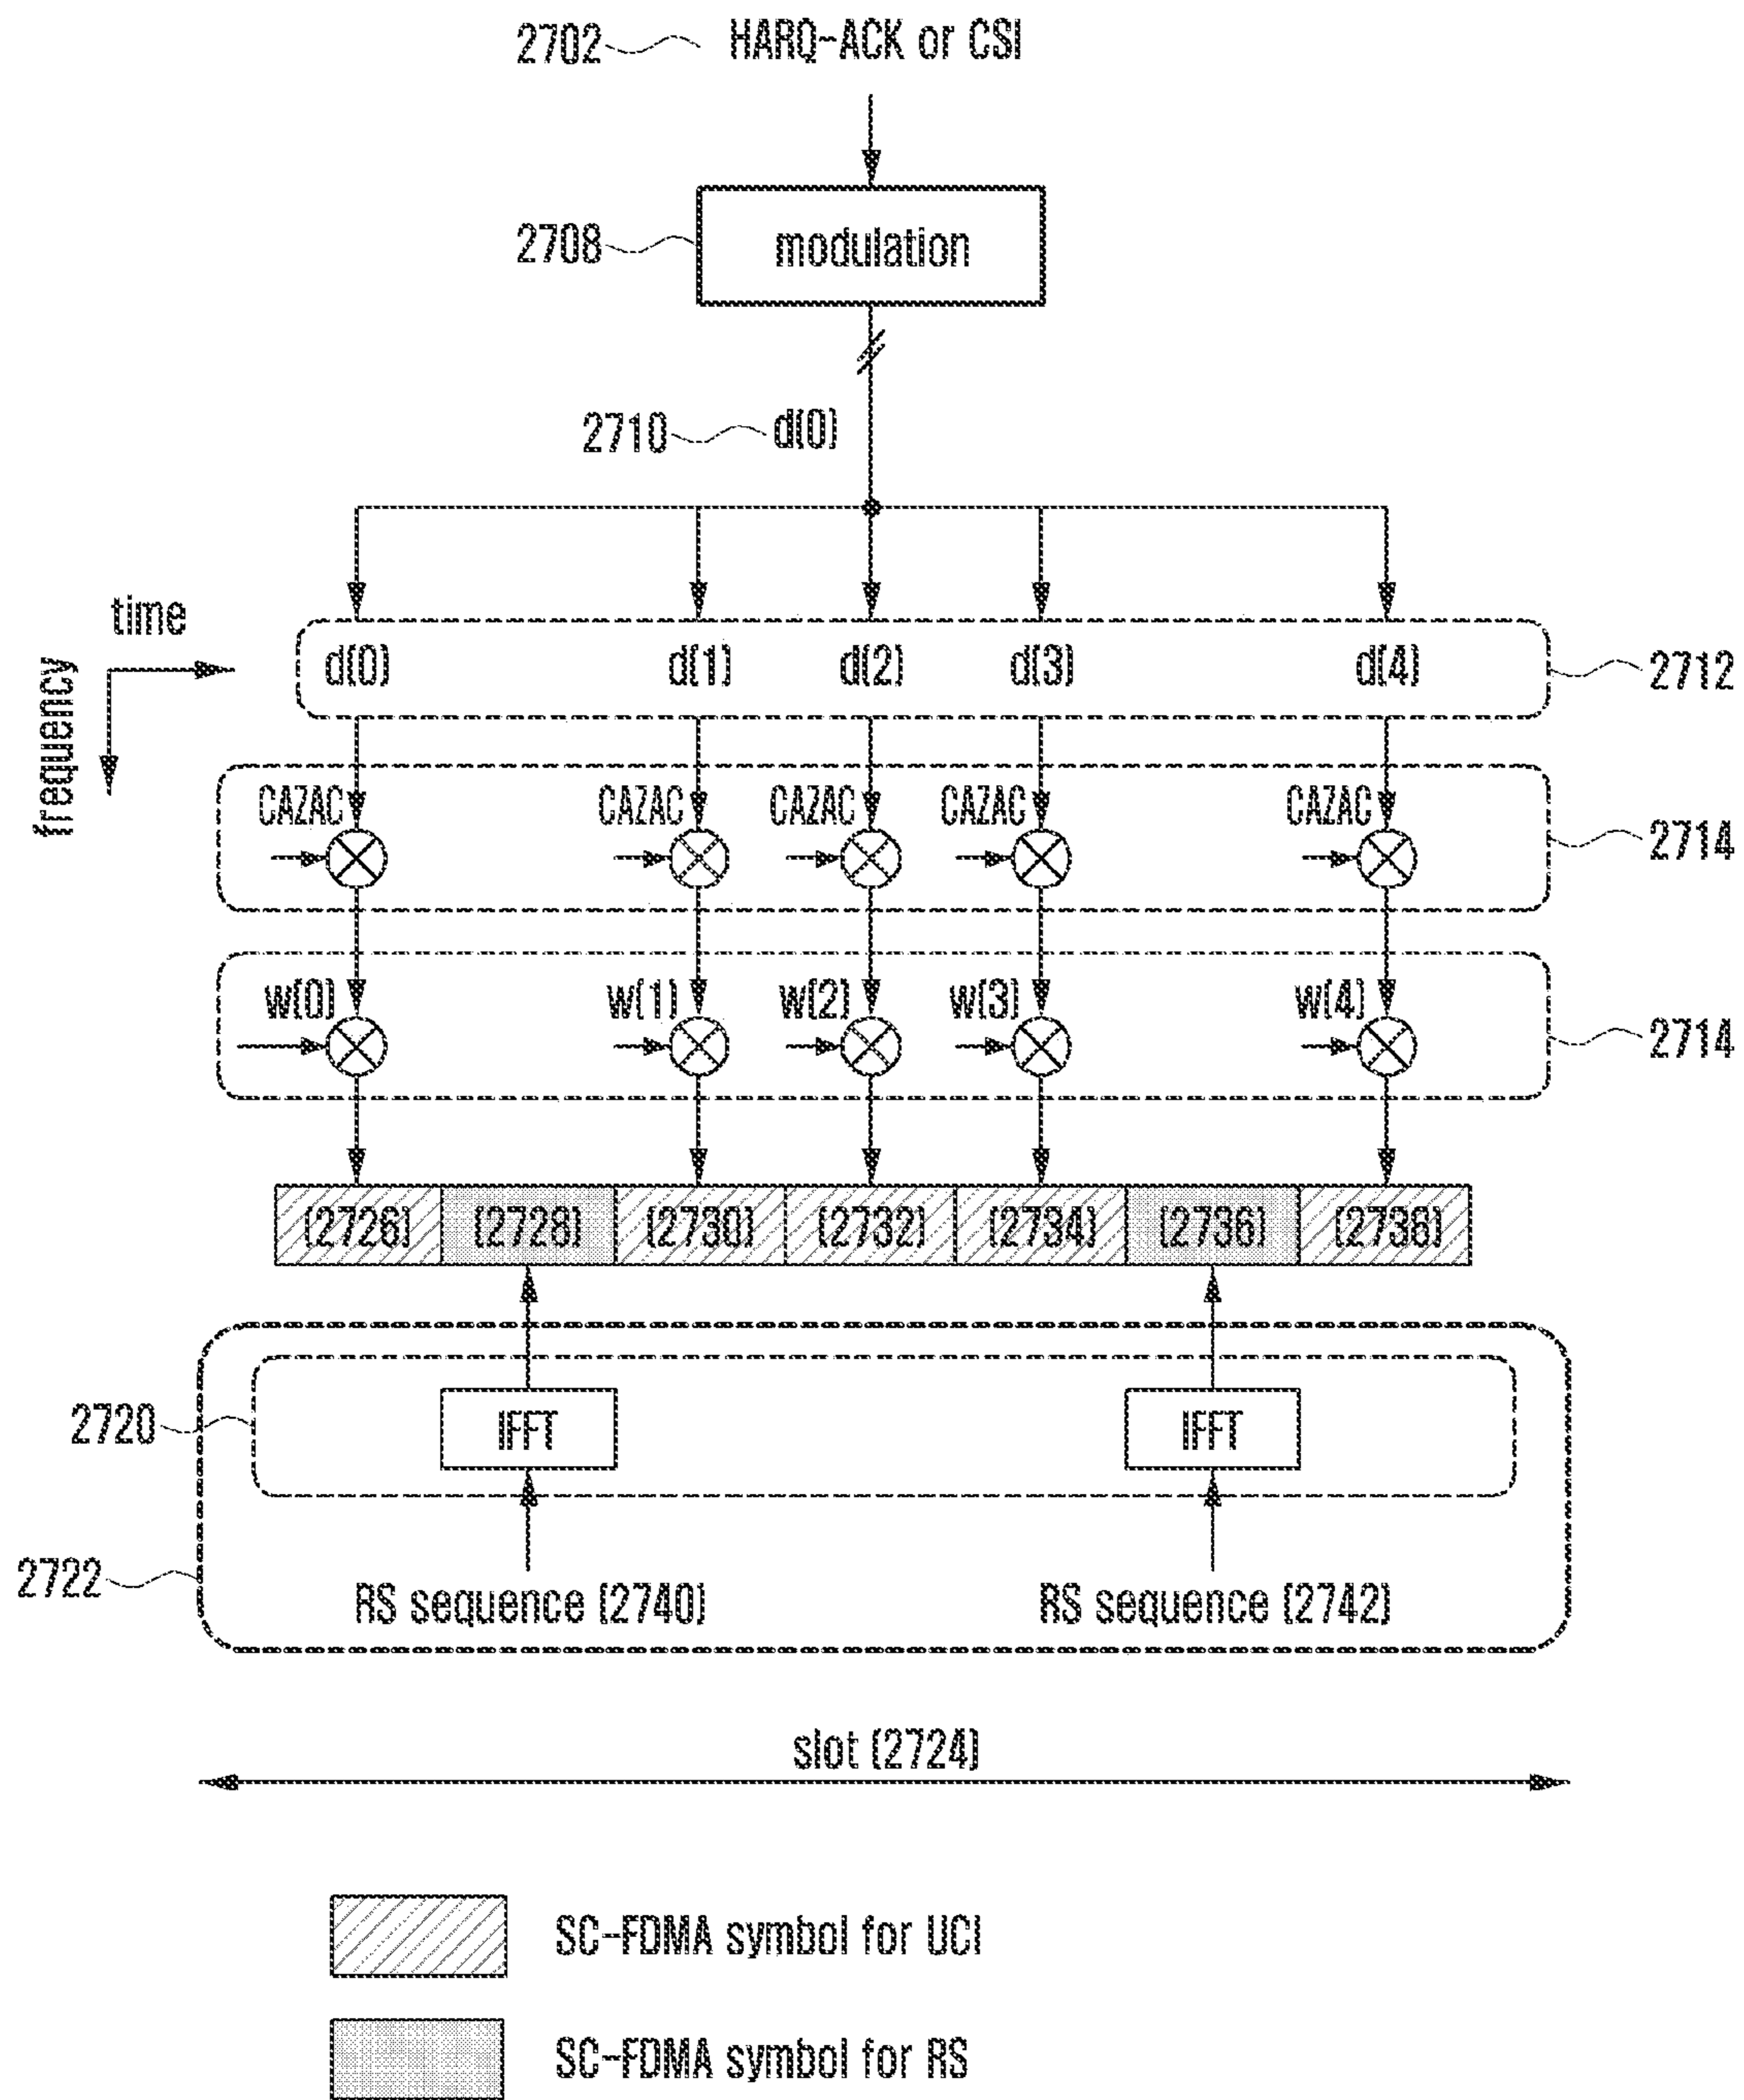 2702 HARQ-ACK or CSI
2708 modulation
2710 d(0)
time
frequency
d(0) d(1) d(2) d(3) d(4) 2712
CAZAC CAZAC CAZAC CAZAC CAZAC
2714
w(0) w(1) w(2) w(3) w(4)
2714
(2726) (2728) (2730) (2732) (2734) (2736) (2738)
2720 IFFT IFFT
2722
RS sequence (2740) RS sequence (2742)
slot (2724)
SC-FDMA symbol for UCI
SC-FDMA symbol for RS